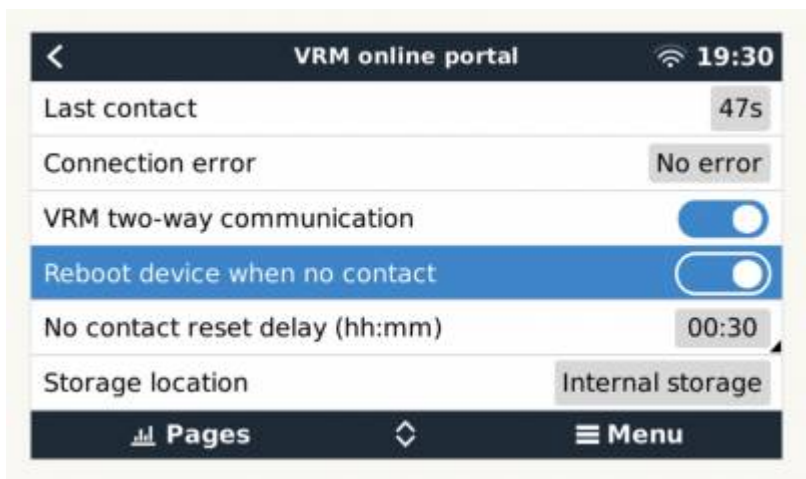 VRM online portal 19:30
Last contact 47s
Connection error No error
VRM two-way communication
Reboot device when no contact
No contact reset delay (hh:mm) 00:30
Storage location Internal storage
Pages Menu